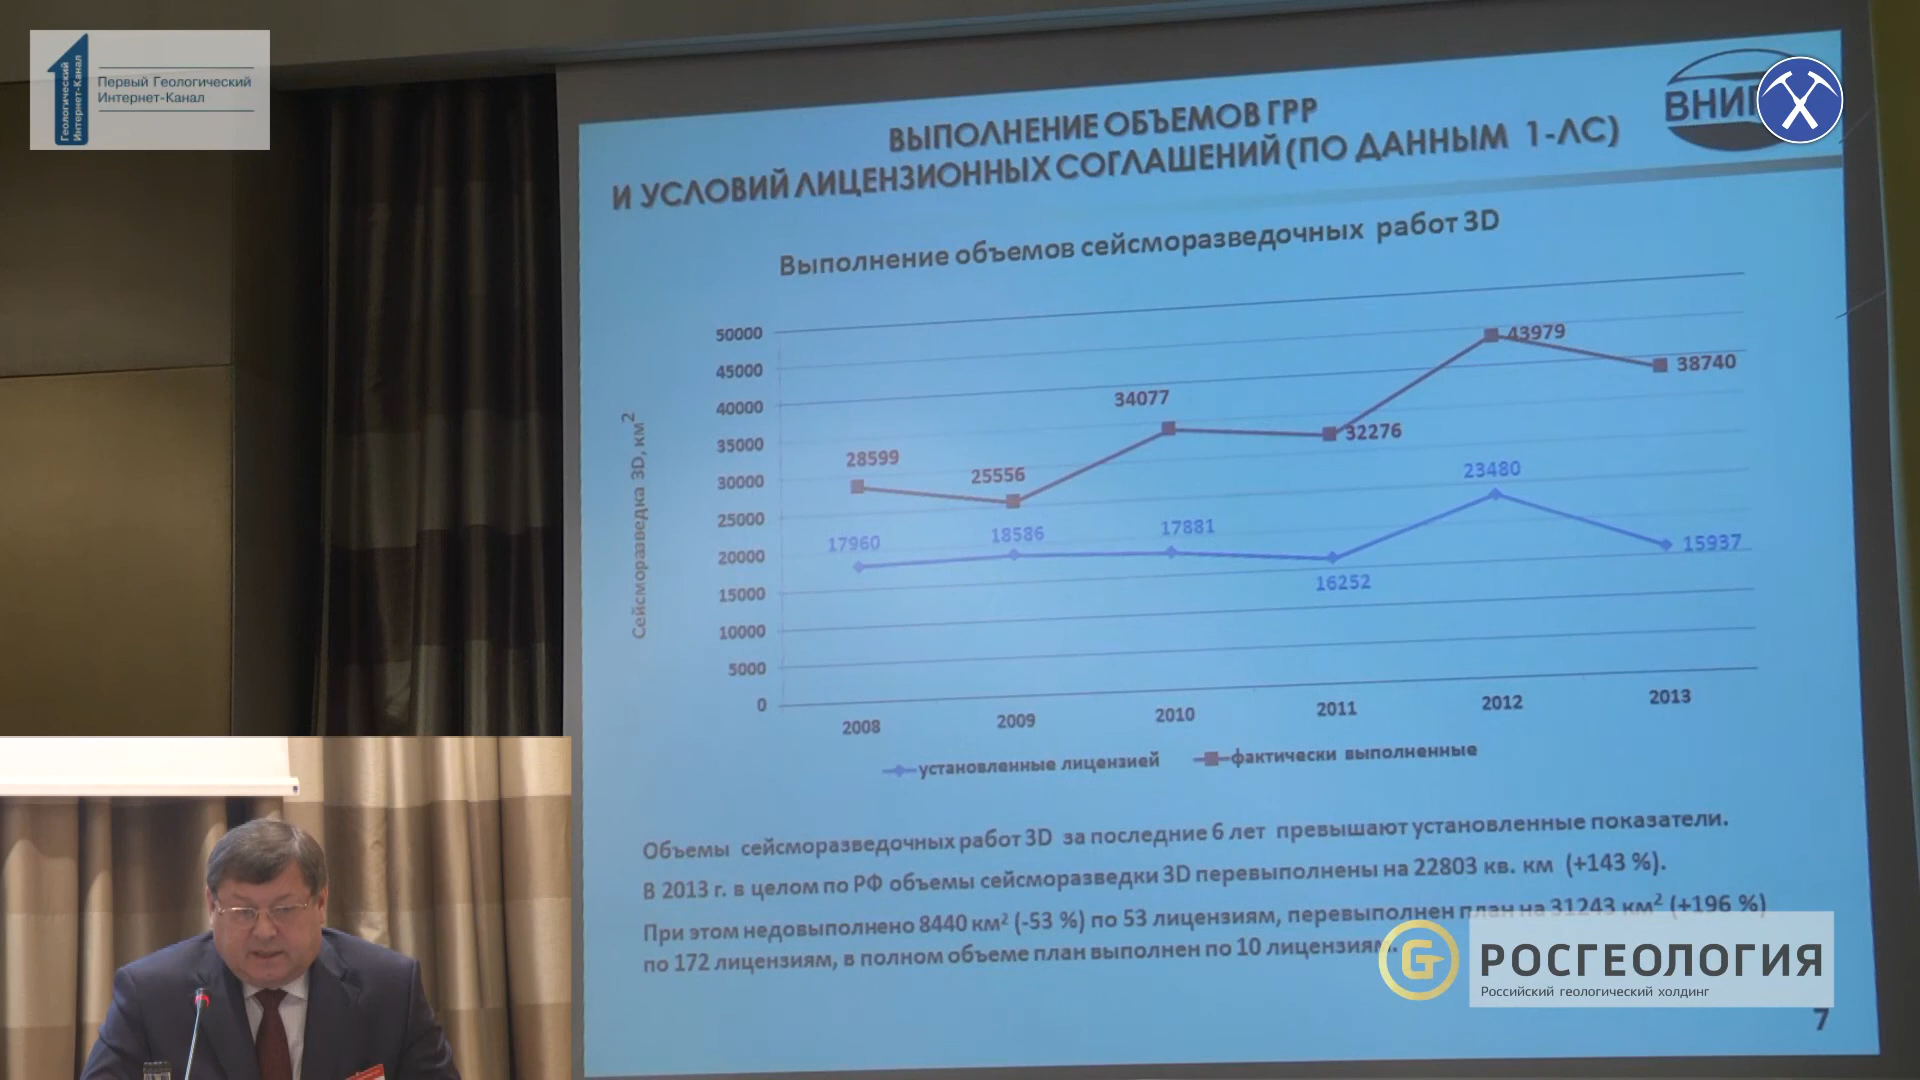 Геологический
Интернет-Канал
Первый Геологический
Интернет-Канал
ВЫПОЛНЕНИЕ ОБЪЕМОВ ГРР
И УСЛОВИЙ ЛИЦЕНЗИОННЫХ СОГЛАШЕНИЙ (ПО ДАННЫМ 1-ЛС)
Выполнение объемов сейсморазведочных работ 3D
Сейсморазведка 3D, км2
50000
45000
40000
35000
30000
25000
20000
15000
10000
5000
0
28599
25556
34077
32276
43979
38740
17960
18586
17881
16252
23480
15937
2008
2009
2010
2011
2012
2013
установленные лицензией
фактически выполненные
Объемы сейсморазведочных работ 3D за последние 6 лет превышают установленные показатели.
В 2013 г. в целом по РФ объемы сейсморазведки 3D перевыполнены на 22803 кв. км (+143 %).
При этом недовыполнено 8440 км² (-53 %) по 53 лицензиям, перевыполнен план на 31243 км² (+196 %)
по 172 лицензиям, в полном объеме план выполнен по 10 лицензиям.
РОСГЕОЛОГИЯ
Российский геологический холдинг
7